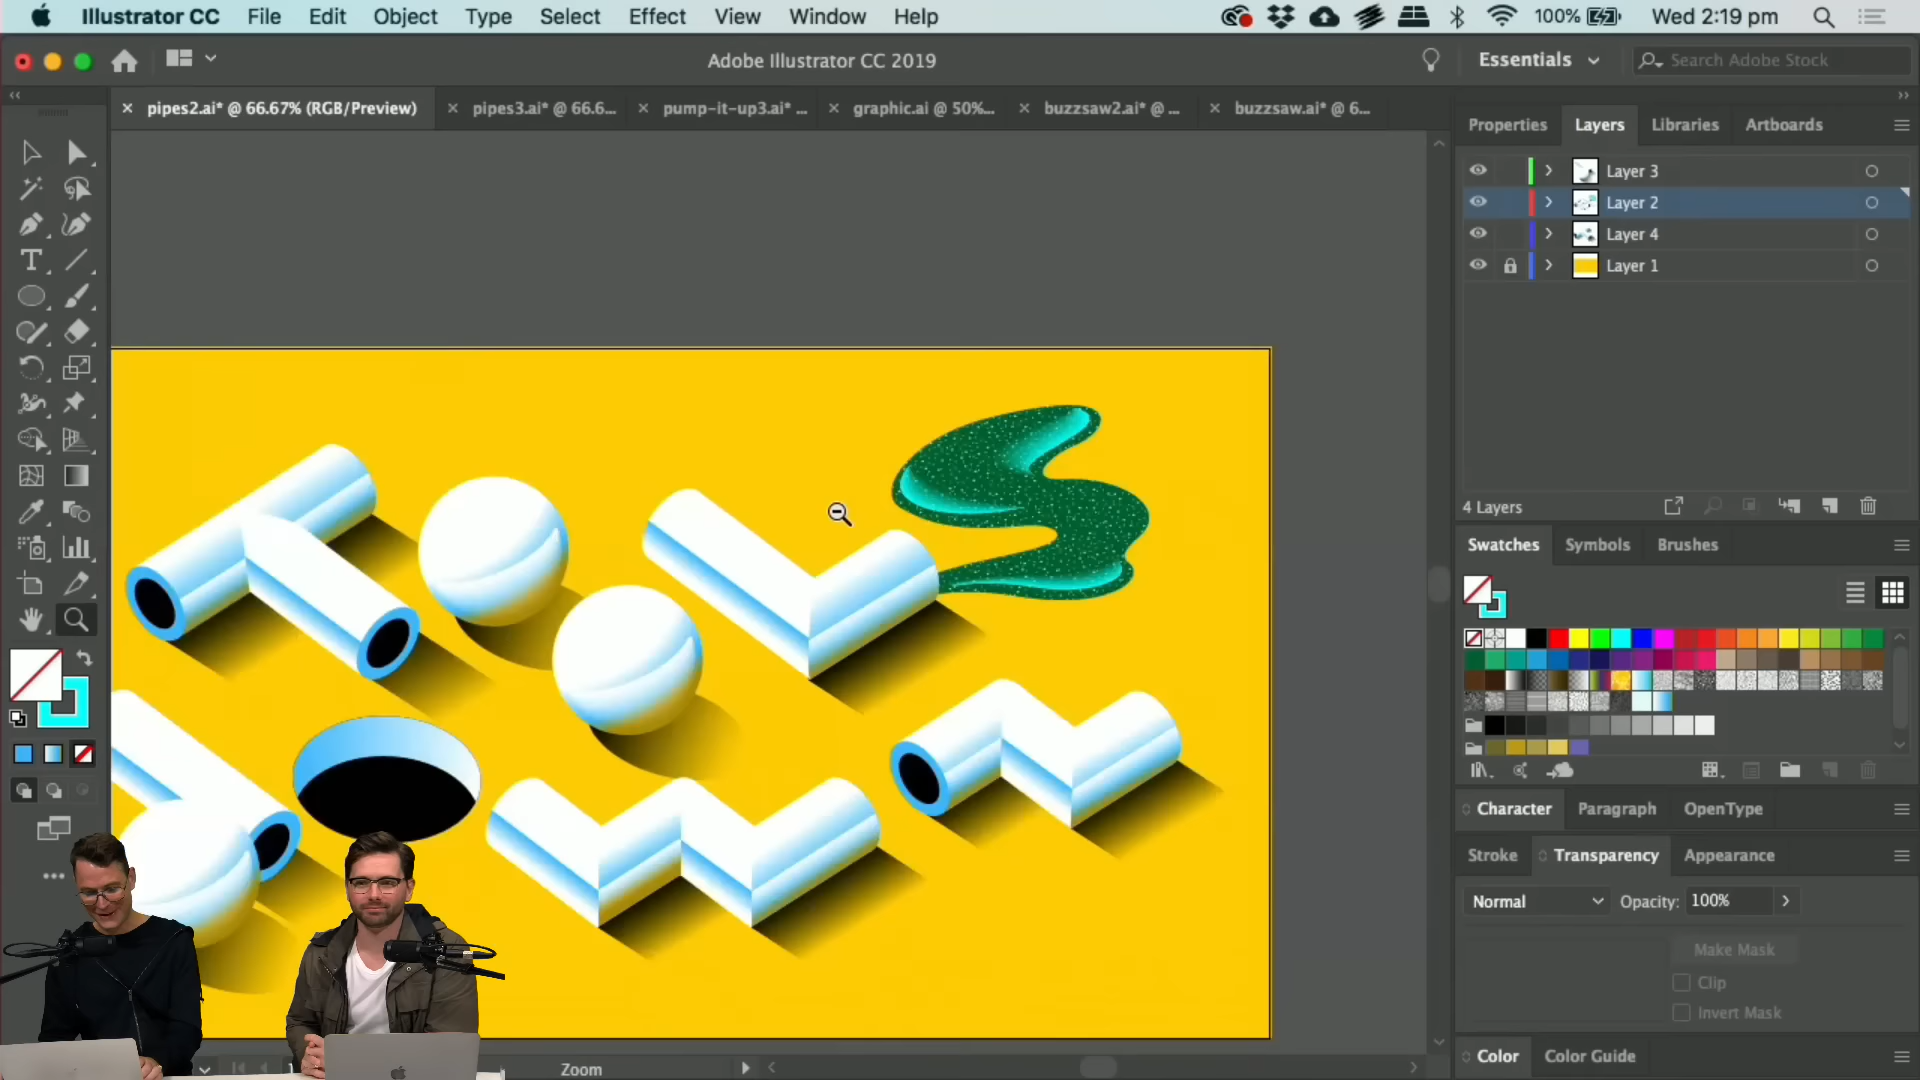 Illustrator CC File Edit Object Type Select Effect View Window Help 100% Wed 2:19 pm
Adobe Illustrator CC 2019 Essentials Search Adobe Stock
pipes2.ai* @ 66.67% (RGB/Preview) pipes3.ai* @ 66.6... pump-it-up3.ai* ... graphic.ai @ 50%... buzzsaw2.ai* @ ... buzzsaw.ai* @ 6...
Properties Layers Libraries Artboards
Layer 3
Layer 2
Layer 4
Layer 1
4 Layers
Swatches Symbols Brushes
Character Paragraph OpenType
Stroke Transparency Appearance
Normal Opacity: 100%
Make Mask
Clip
Invert Mask
Color Color Guide
Zoom